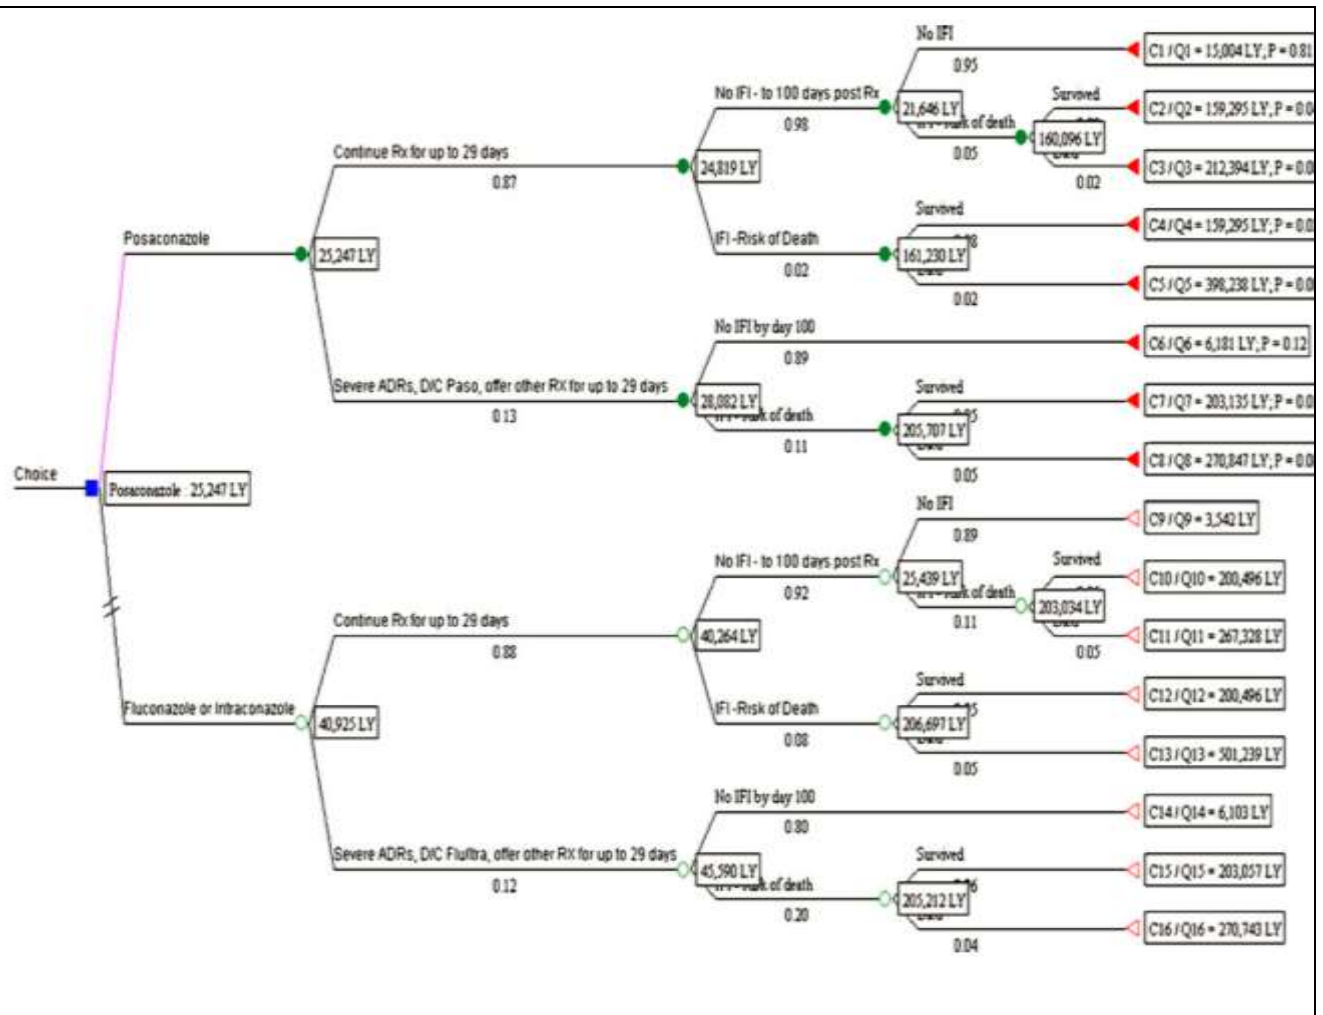 No IFI
C1 / Q1 = 15,004 LY; P = 0.81
0.95
No IFI - to 100 days post Rx
21,646 LY
Survived
C2 / Q2 = 159,295 LY; P = 0.0
0.98
of death
160,096 LY
Continue Rx for up to 29 days
24,819 LY
0.05
C3 / Q3 = 212,394 LY; P = 0.0
0.87
0.02
Survived
C4 / Q4 = 159,295 LY; P = 0.0
Posaconazole
IFI -Risk of Death
25,247 LY
161,230 LY
0.02
C5 / Q5 = 398,238 LY; P = 0.0
0.02
No IFI by day 100
C6 / Q6 = 6,181 LY; P = 0.12
0.89
Severe ADRs, D/C Paso, offer other RX for up to 29 days
28,082 LY
Survived
C7 / Q7 = 203,135 LY; P = 0.0
0.13
of death
205,707 LY
0.11
C8 / Q8 = 270,847 LY; P = 0.0
0.05
Choice
Posaconazole : 25,247 LY
No IFI
C9 / Q9 = 3,542 LY
0.89
No IFI - to 100 days post Rx
25,439 LY
Survived
C10 / Q10 = 200,496 LY
0.92
of death
203,034 LY
Continue Rx for up to 29 days
40,264 LY
0.11
C11 / Q11 = 267,328 LY
0.88
0.05
Survived
C12 / Q12 = 200,496 LY
Fluconazole or Intraconazole
IFI -Risk of Death
40,925 LY
206,697 LY
0.08
C13 / Q13 = 501,239 LY
0.05
No IFI by day 100
C14 / Q14 = 6,103 LY
0.80
Severe ADRs, D/C Flu/Itra, offer other RX for up to 29 days
45,590 LY
Survived
C15 / Q15 = 203,057 LY
0.12
of death
205,212 LY
0.20
C16 / Q16 = 270,743 LY
0.04